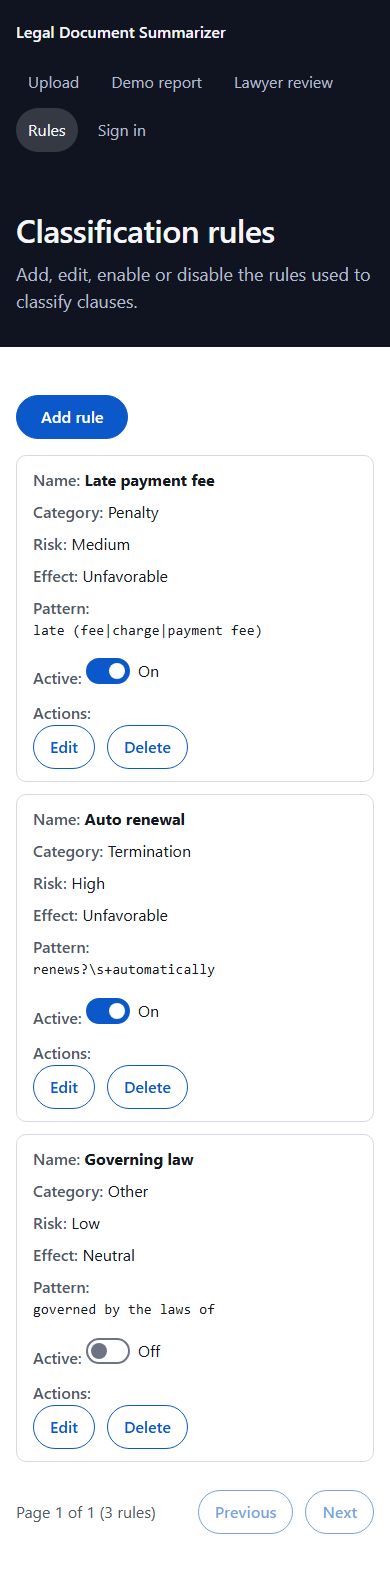 Legal Document Summarizer
Upload Demo report Lawyer review
Rules Sign in
Classification rules
Add, edit, enable or disable the rules used to
classify clauses.
Add rule
Name: Late payment fee
Category: Penalty
Risk: Medium
Effect: Unfavorable
Pattern:
late (fee|charge|payment fee)
Active: On
Actions:
Edit Delete
Name: Auto renewal
Category: Termination
Risk: High
Effect: Unfavorable
Pattern:
renews?\s+automatically
Active: On
Actions:
Edit Delete
Name: Governing law
Category: Other
Risk: Low
Effect: Neutral
Pattern:
governed by the laws of
Active: Off
Actions:
Edit Delete
Page 1 of 1 (3 rules) Previous Next